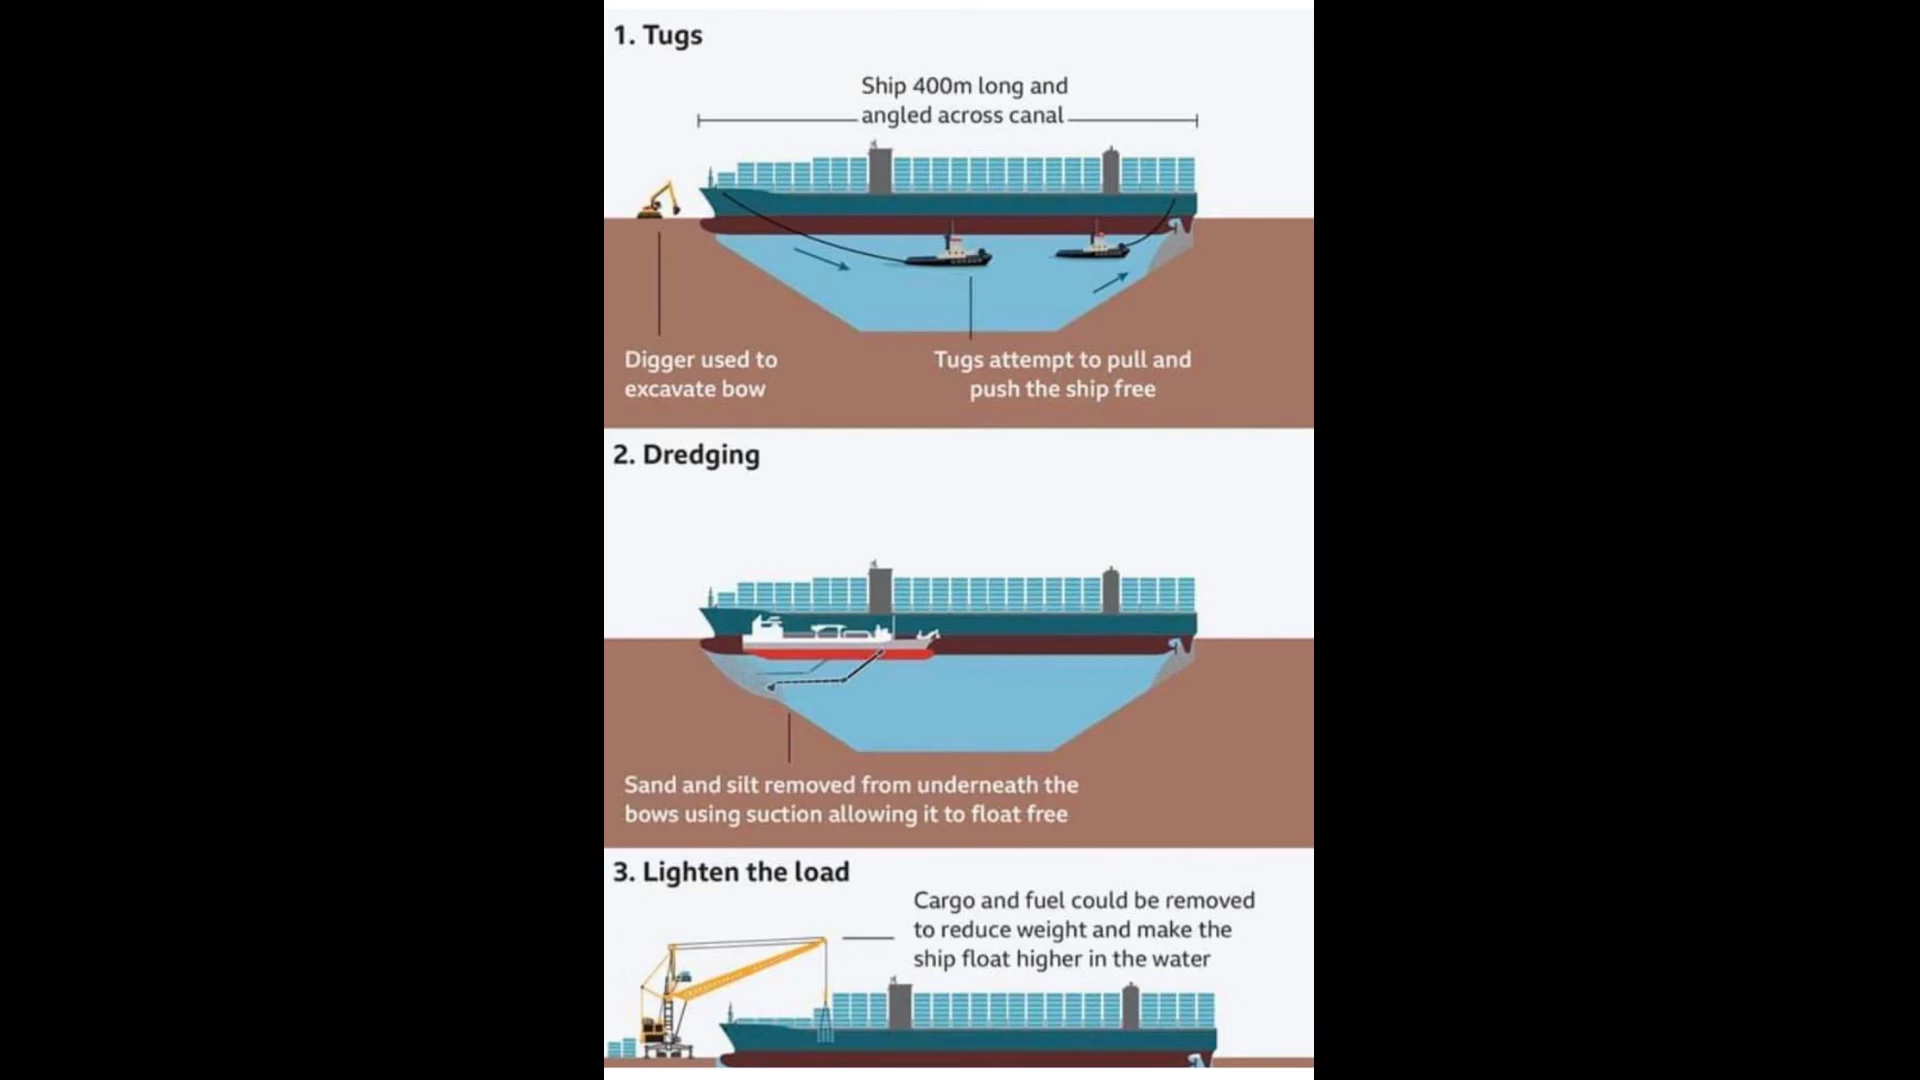 1. Tugs
Ship 400m long and
angled across canal
Digger used to
excavate bow
Tugs attempt to pull and
push the ship free
2. Dredging
Sand and silt removed from underneath the
bows using suction allowing it to float free
3. Lighten the load
Cargo and fuel could be removed
to reduce weight and make the
ship float higher in the water